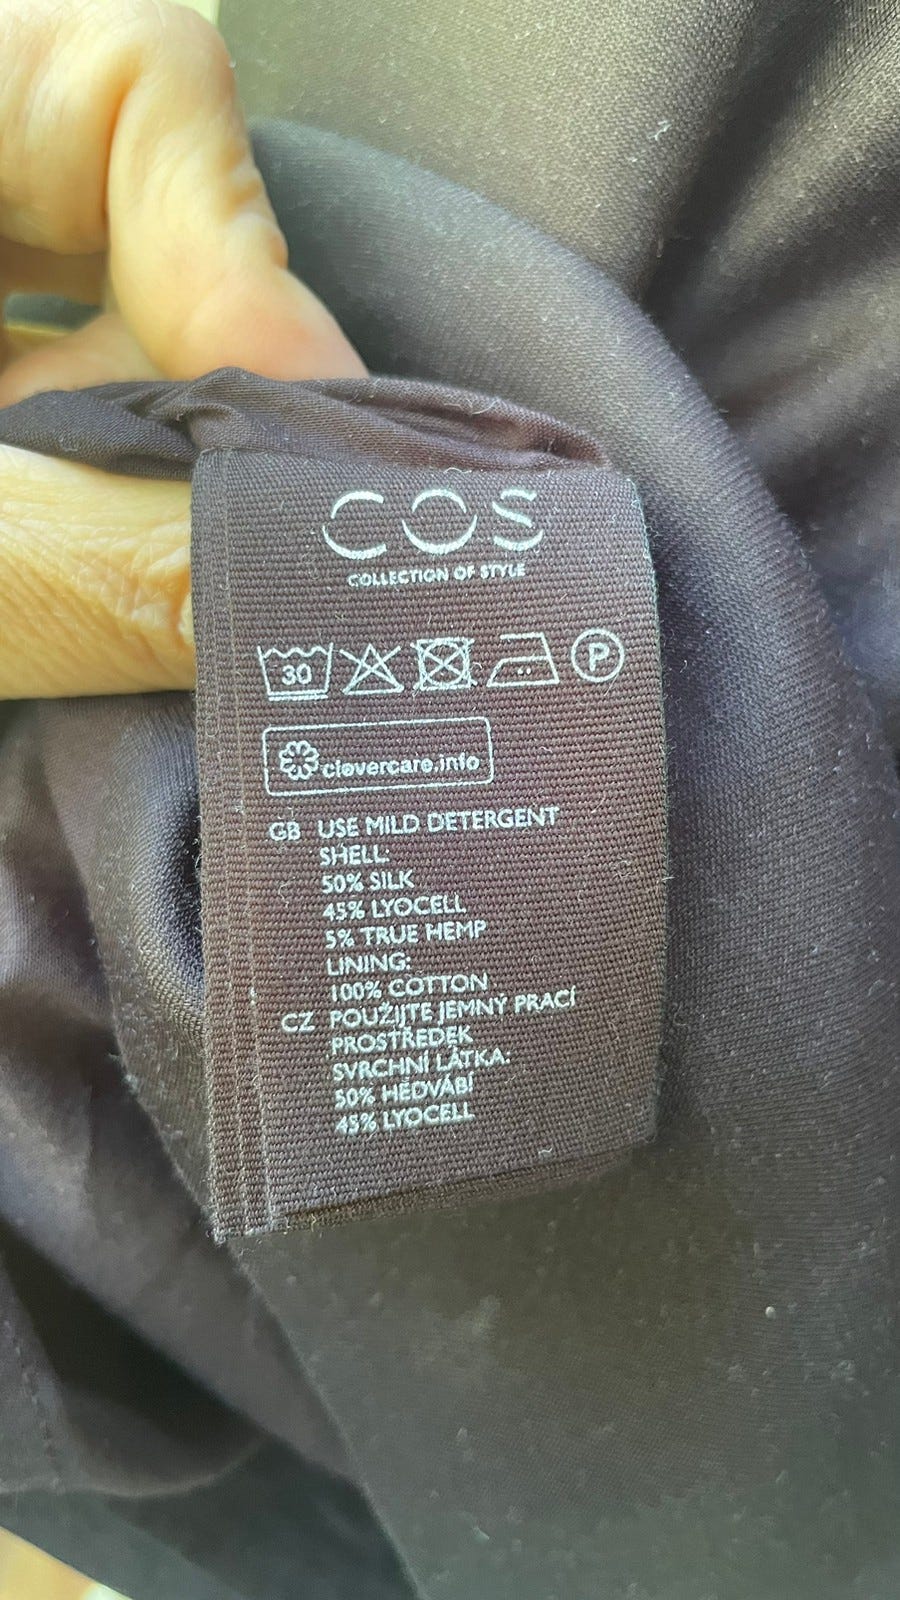 COS
COLLECTION OF STYLE
30 P
clevercare.info
GB USE MILD DETERGENT
SHELL:
50% SILK
45% LYOCELL
5% TRUE HEMP
LINING:
100% COTTON
CZ POUŽIJTE JEMNÝ PRACÍ
PROSTŘEDEK
SVRCHNÍ LÁTKA:
50% HEDVÁBÍ
45% LYOCELL